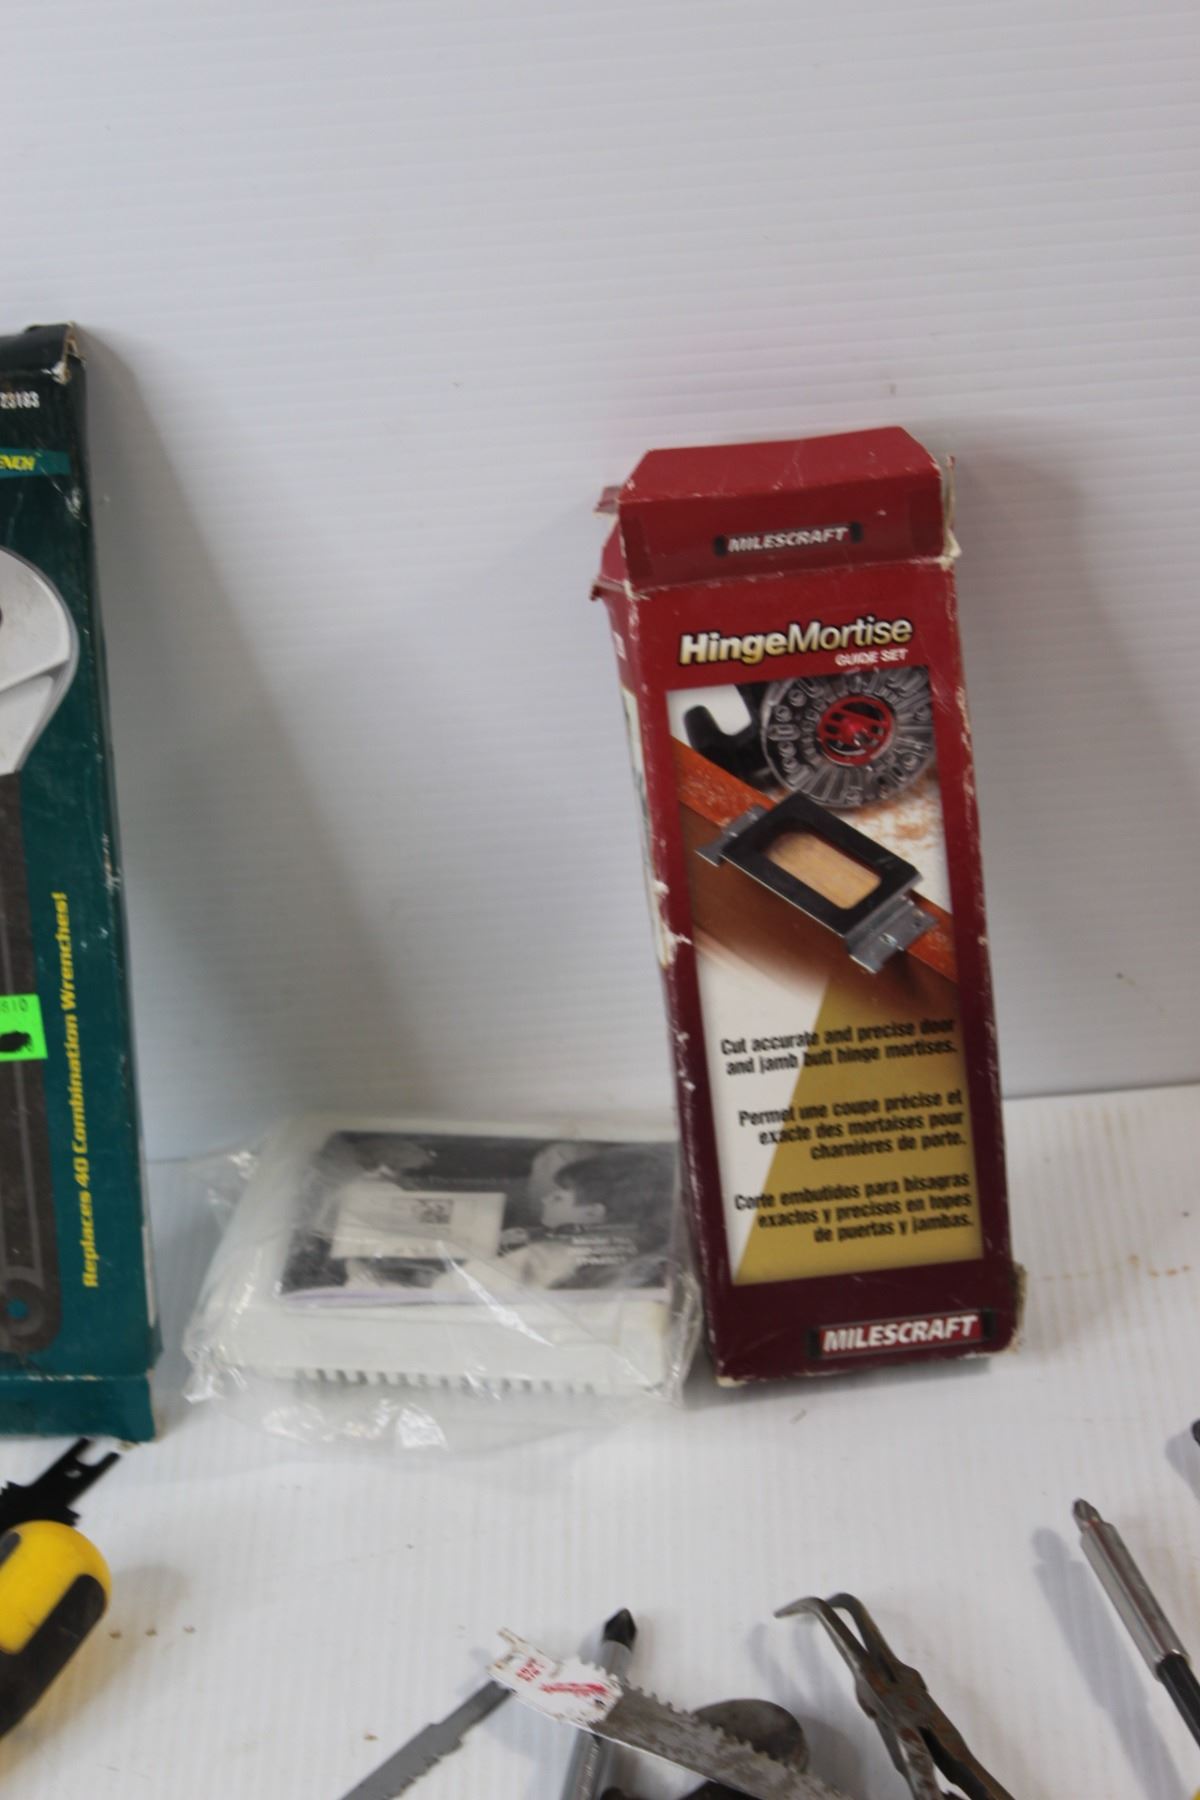 23183
ENCH
Replaces 40 Combination Wrenches!
MILESCRAFT
HingeMortise
GUIDE SET
Cut accurate and precise door
and jamb butt hinge mortises.
Permet une coupe précise et
exacte des mortaises pour
charnières de porte.
Corte embutidos para bisagras
exactos y precisos en topes
de puertas y jambas.
MILESCRAFT